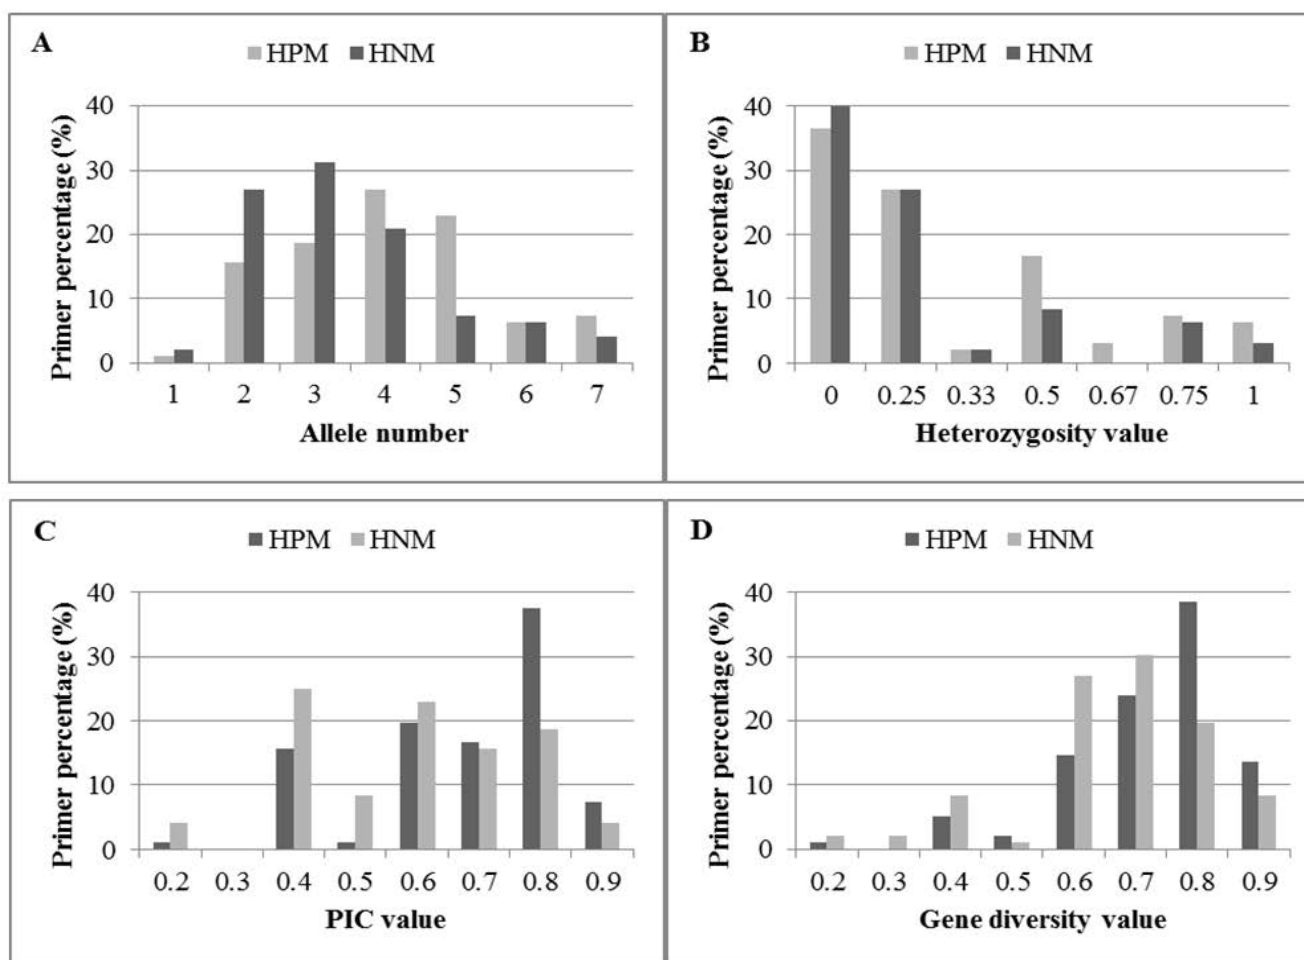 A
HPM HNM
Primer percentage (%)
40
30
20
10
0
1 2 3 4 5 6 7
Allele number
B
HPM HNM
Primer percentage (%)
40
30
20
10
0
0 0.25 0.33 0.5 0.67 0.75 1
Heterozygosity value
C
HPM HNM
Primer percentage (%)
40
30
20
10
0
0.2 0.3 0.4 0.5 0.6 0.7 0.8 0.9
PIC value
D
HPM HNM
Primer percentage (%)
40
30
20
10
0
0.2 0.3 0.4 0.5 0.6 0.7 0.8 0.9
Gene diversity value